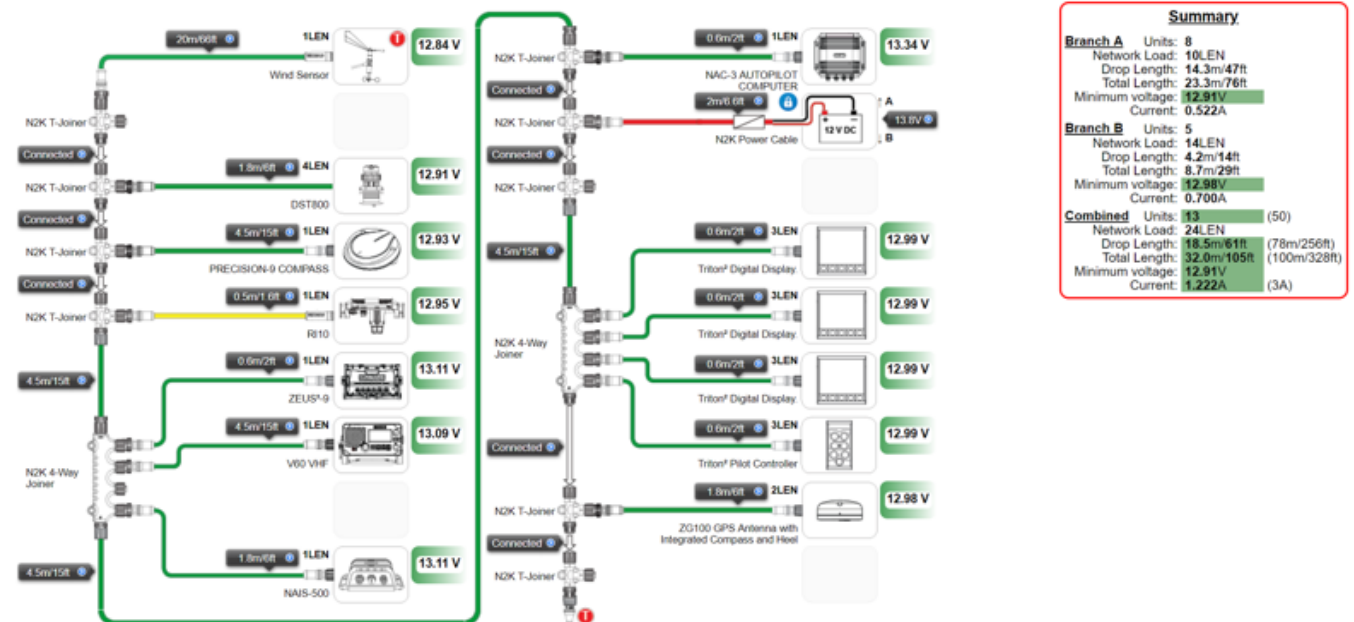 20m/66ft
1LEN
T
12.84 V
Wind Sensor
N2K T-Joiner
Connected
1.8m/6ft
4LEN
12.91 V
N2K T-Joiner
DST800
Connected
4.5m/15ft
1LEN
12.93 V
N2K T-Joiner
PRECISION-9 COMPASS
Connected
0.5m/1.6ft
1LEN
12.95 V
N2K T-Joiner
RI10
0.6m/2ft
1LEN
13.11 V
4.5m/15ft
ZEUS³-9
4.5m/15ft
1LEN
13.09 V
V60 VHF
N2K 4-Way
Joiner
1.8m/6ft
1LEN
13.11 V
4.5m/15ft
NAIS-500
0.6m/2ft
1LEN
13.34 V
N2K T-Joiner
NAC-3 AUTOPILOT
COMPUTER
Connected
2m/6.6ft
A
N2K T-Joiner
12 V DC
13.8V
N2K Power Cable
B
Connected
N2K T-Joiner
0.6m/2ft
3LEN
12.99 V
4.5m/15ft
Triton² Digital Display
0.6m/2ft
3LEN
12.99 V
Triton² Digital Display
N2K 4-Way
Joiner
0.6m/2ft
3LEN
12.99 V
Triton² Digital Display
0.6m/2ft
3LEN
12.99 V
Connected
Triton² Pilot Controller
1.8m/6ft
2LEN
12.98 V
N2K T-Joiner
ZG100 GPS Antenna with
Integrated Compass and Heel
Connected
N2K T-Joiner
T
Summary
Branch A Units: 8
Network Load: 10LEN
Drop Length: 14.3m/47ft
Total Length: 23.3m/76ft
Minimum voltage: 12.91V
Current: 0.522A
Branch B Units: 5
Network Load: 14LEN
Drop Length: 4.2m/14ft
Total Length: 8.7m/29ft
Minimum voltage: 12.98V
Current: 0.700A
Combined Units: 13 (50)
Network Load: 24LEN
Drop Length: 18.5m/61ft (78m/256ft)
Total Length: 32.0m/105ft (100m/328ft)
Minimum voltage: 12.91V
Current: 1.222A (3A)